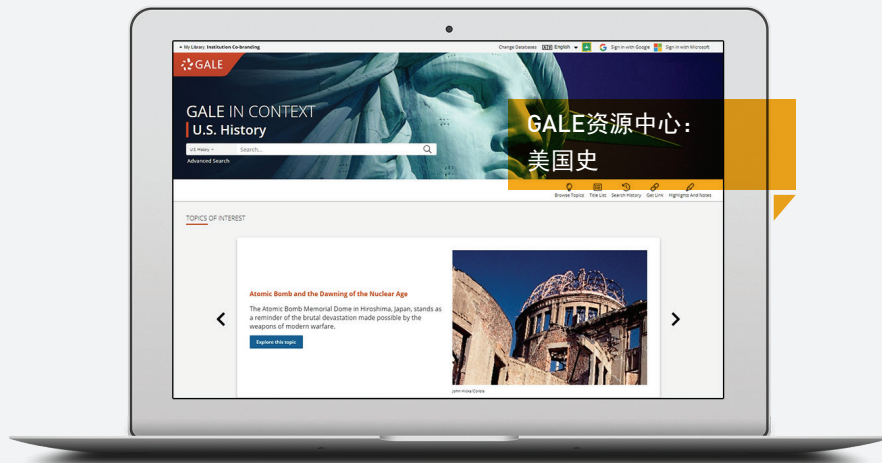 My Library: Institution Co-branding
Change Databases English Sign in with Google Sign in with Microsoft
GALE
GALE IN CONTEXT
U.S. History
GALE资源中心:
美国史
U.S. History Search...
Advanced Search
Browse Topics Title List Search History Get Link Highlights And Notes
TOPICS OF INTEREST
Atomic Bomb and the Dawning of the Nuclear Age
The Atomic Bomb Memorial Dome in Hiroshima, Japan, stands as
a reminder of the brutal devastation made possible by the
weapons of modern warfare.
Explore this topic